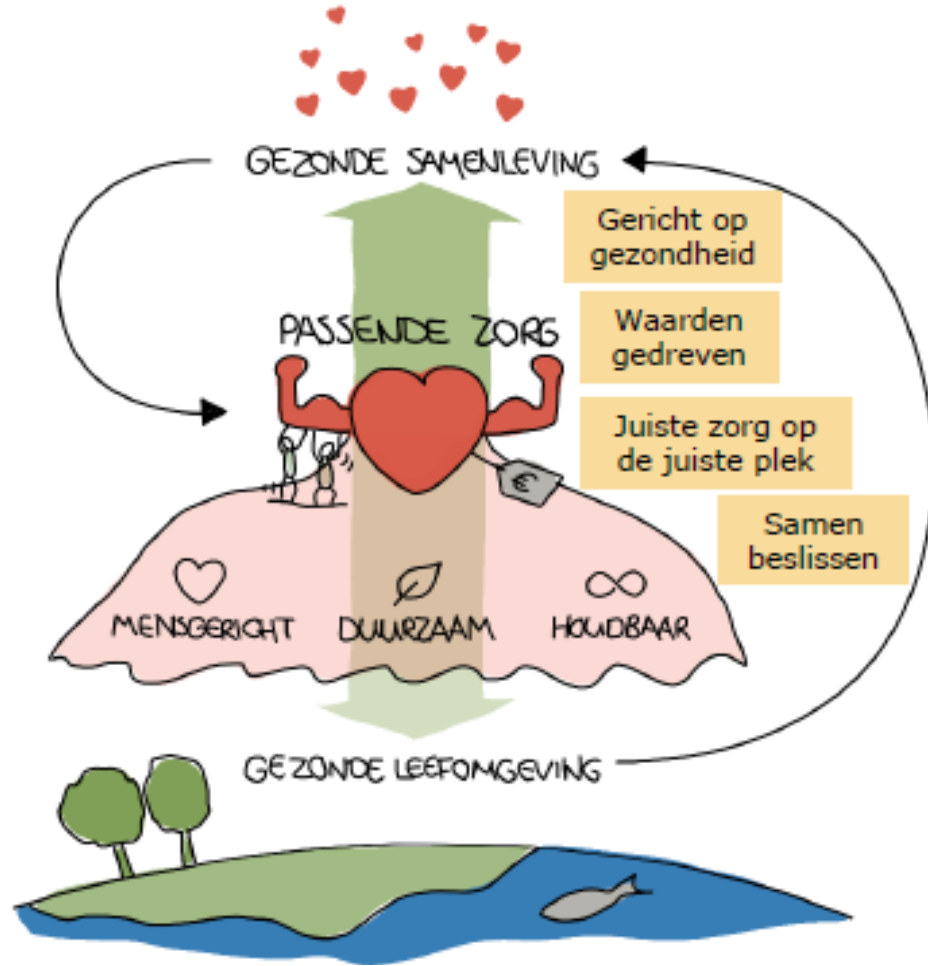 GEZONDE SAMENLEVING
Gericht op
gezondheid
PASSENDE ZORG
Waarden
gedreven
Juiste zorg op
de juiste plek
€
Samen
beslissen
MENSGERICHT
DUURZAAM
HOUDBAAR
GEZONDE LEEFOMGEVING